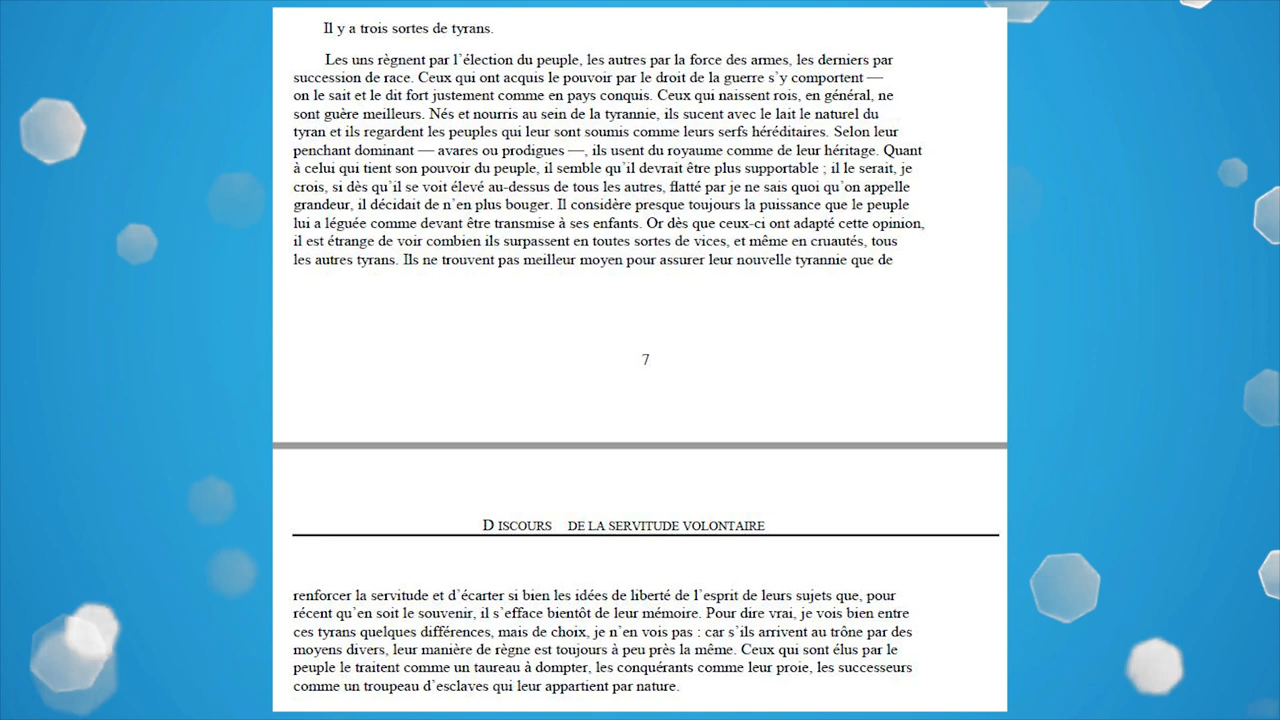 Il y a trois sortes de tyrans.
Les uns règnent par l'élection du peuple, les autres par la force des armes, les derniers par
succession de race. Ceux qui ont acquis le pouvoir par le droit de la guerre s'y comportent —
on le sait et le dit fort justement comme en pays conquis. Ceux qui naissent rois, en général, ne
sont guère meilleurs. Nés et nourris au sein de la tyrannie, ils sucent avec le lait le naturel du
tyran et ils regardent les peuples qui leur sont soumis comme leurs serfs héréditaires. Selon leur
penchant dominant — avares ou prodigues —, ils usent du royaume comme de leur héritage. Quant
à celui qui tient son pouvoir du peuple, il semble qu'il devrait être plus supportable ; il le serait, je
crois, si dès qu'il se voit élevé au-dessus de tous les autres, flatté par je ne sais quoi qu'on appelle
grandeur, il décidait de n'en plus bouger. Il considère presque toujours la puissance que le peuple
lui a léguée comme devant être transmise à ses enfants. Or dès que ceux-ci ont adapté cette opinion,
il est étrange de voir combien ils surpassent en toutes sortes de vices, et même en cruautés, tous
les autres tyrans. Ils ne trouvent pas meilleur moyen pour assurer leur nouvelle tyrannie que de
7
D ISCOURS DE LA SERVITUDE VOLONTAIRE
renforcer la servitude et d'écarter si bien les idées de liberté de l'esprit de leurs sujets que, pour
récent qu'en soit le souvenir, il s'efface bientôt de leur mémoire. Pour dire vrai, je vois bien entre
ces tyrans quelques différences, mais de choix, je n'en vois pas : car s'ils arrivent au trône par des
moyens divers, leur manière de règne est toujours à peu près la même. Ceux qui sont élus par le
peuple le traitent comme un taureau à dompter, les conquérants comme leur proie, les successeurs
comme un troupeau d'esclaves qui leur appartient par nature.